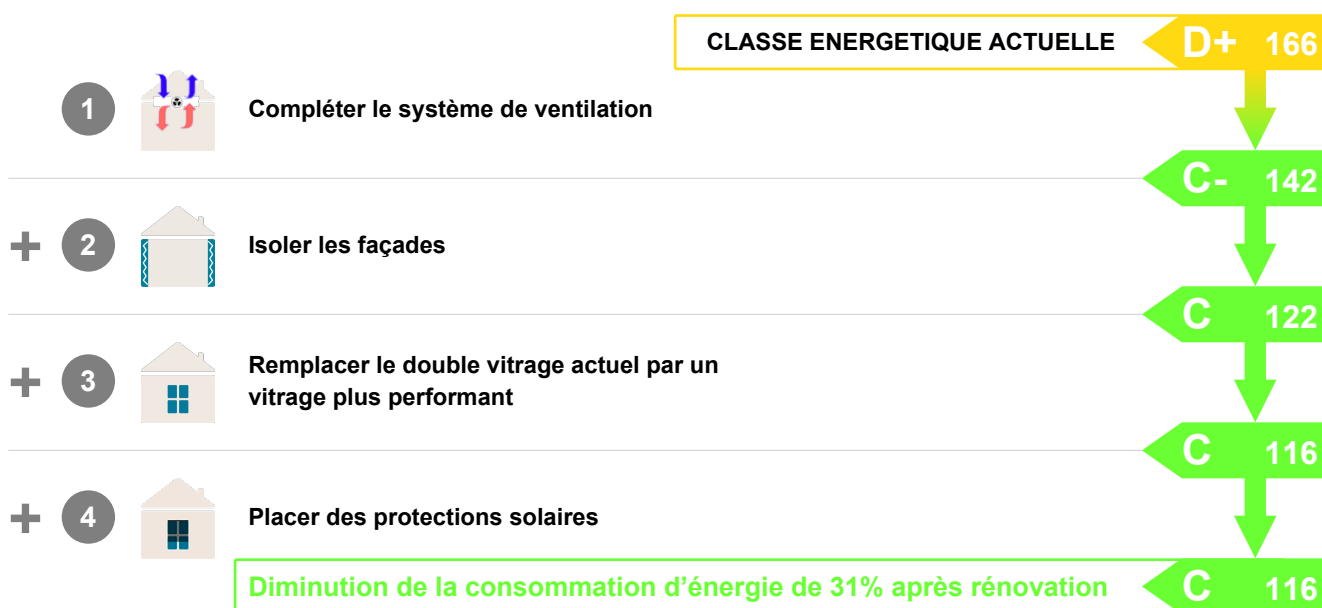 CLASSE ENERGETIQUE ACTUELLE D+ 166
1 Compléter le système de ventilation
C- 142
+ 2 Isoler les façades
C 122
+ 3 Remplacer le double vitrage actuel par un
vitrage plus performant
C 116
+ 4 Placer des protections solaires
Diminution de la consommation d'énergie de 31% après rénovation C 116